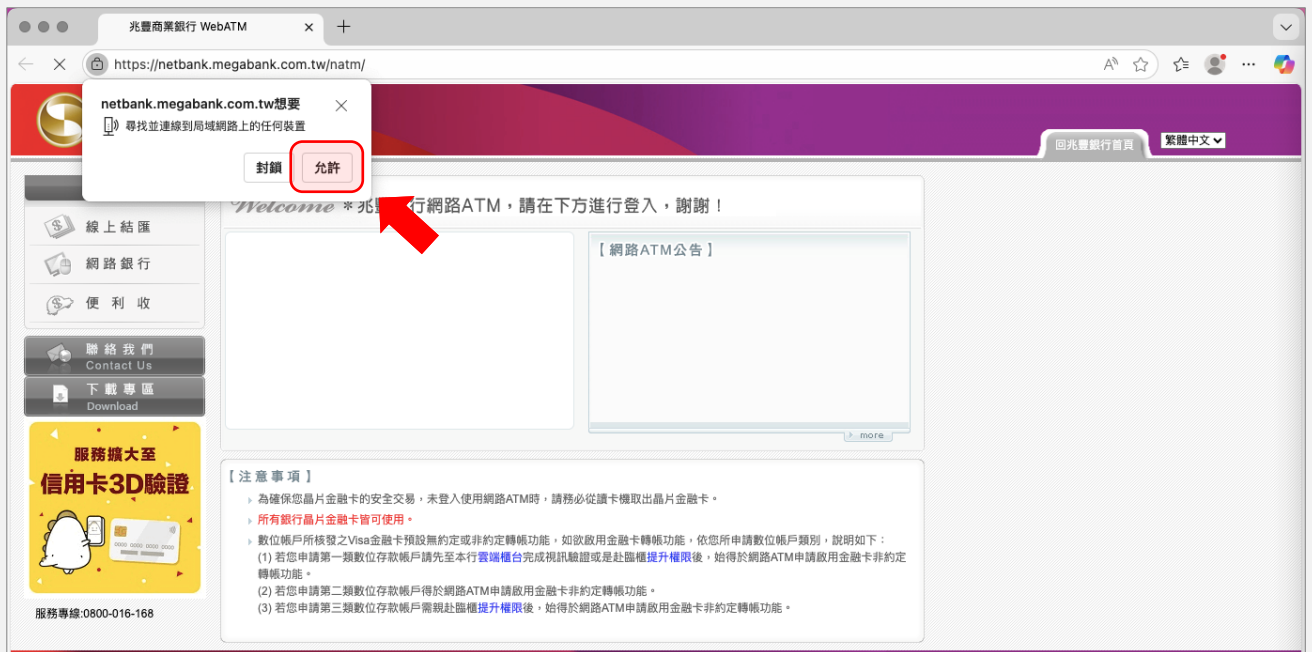 兆豐商業銀行 WebATM
https://netbank.megabank.com.tw/natm/
netbank.megabank.com.tw想要
尋找並連線到局域網路上的任何裝置
封鎖
允許
回兆豐銀行首頁
繁體中文
Welcome *兆豐 行網路ATM,請在下方進行登入,謝謝!
線上結匯
網路銀行
便利收
聯絡我們
Contact Us
下載專區
Download
服務擴大至
信用卡3D驗證
0000 0000 0000 0000
服務專線:0800-016-168
【網路ATM公告】
more
【注意事項】
為確保您晶片金融卡的安全交易,未登入使用網路ATM時,請務必從讀卡機取出晶片金融卡。
所有銀行晶片金融卡皆可使用。
數位帳戶所核發之Visa金融卡預設無約定或非約定轉帳功能,如欲啟用金融卡轉帳功能,依您所申請數位帳戶類別,說明如下:
(1) 若您申請第一類數位存款帳戶請先至本行雲端櫃台完成視訊驗證或是赴臨櫃提升權限後,始得於網路ATM申請啟用金融卡非約定
轉帳功能。
(2) 若您申請第二類數位存款帳戶得於網路ATM申請啟用金融卡非約定轉帳功能。
(3) 若您申請第三類數位存款帳戶需親赴臨櫃提升權限後,始得於網路ATM申請啟用金融卡非約定轉帳功能。